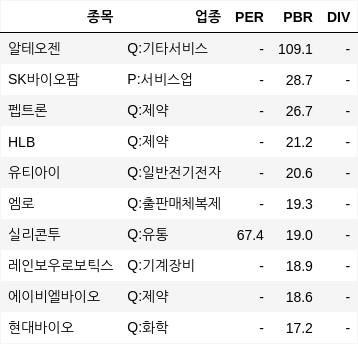 종목 업종 PER PBR DIV
알테오젠 Q:기타서비스 - 109.1 -
SK바이오팜 P:서비스업 - 28.7 -
펩트론 Q:제약 - 26.7 -
HLB Q:제약 - 21.2 -
유티아이 Q:일반전기전자 - 20.6 -
엠로 Q:출판매체복제 - 19.3 -
실리콘투 Q:유통 67.4 19.0 -
레인보우로보틱스 Q:기계장비 - 18.9 -
에이비엘바이오 Q:제약 - 18.6 -
현대바이오 Q:화학 - 17.2 -